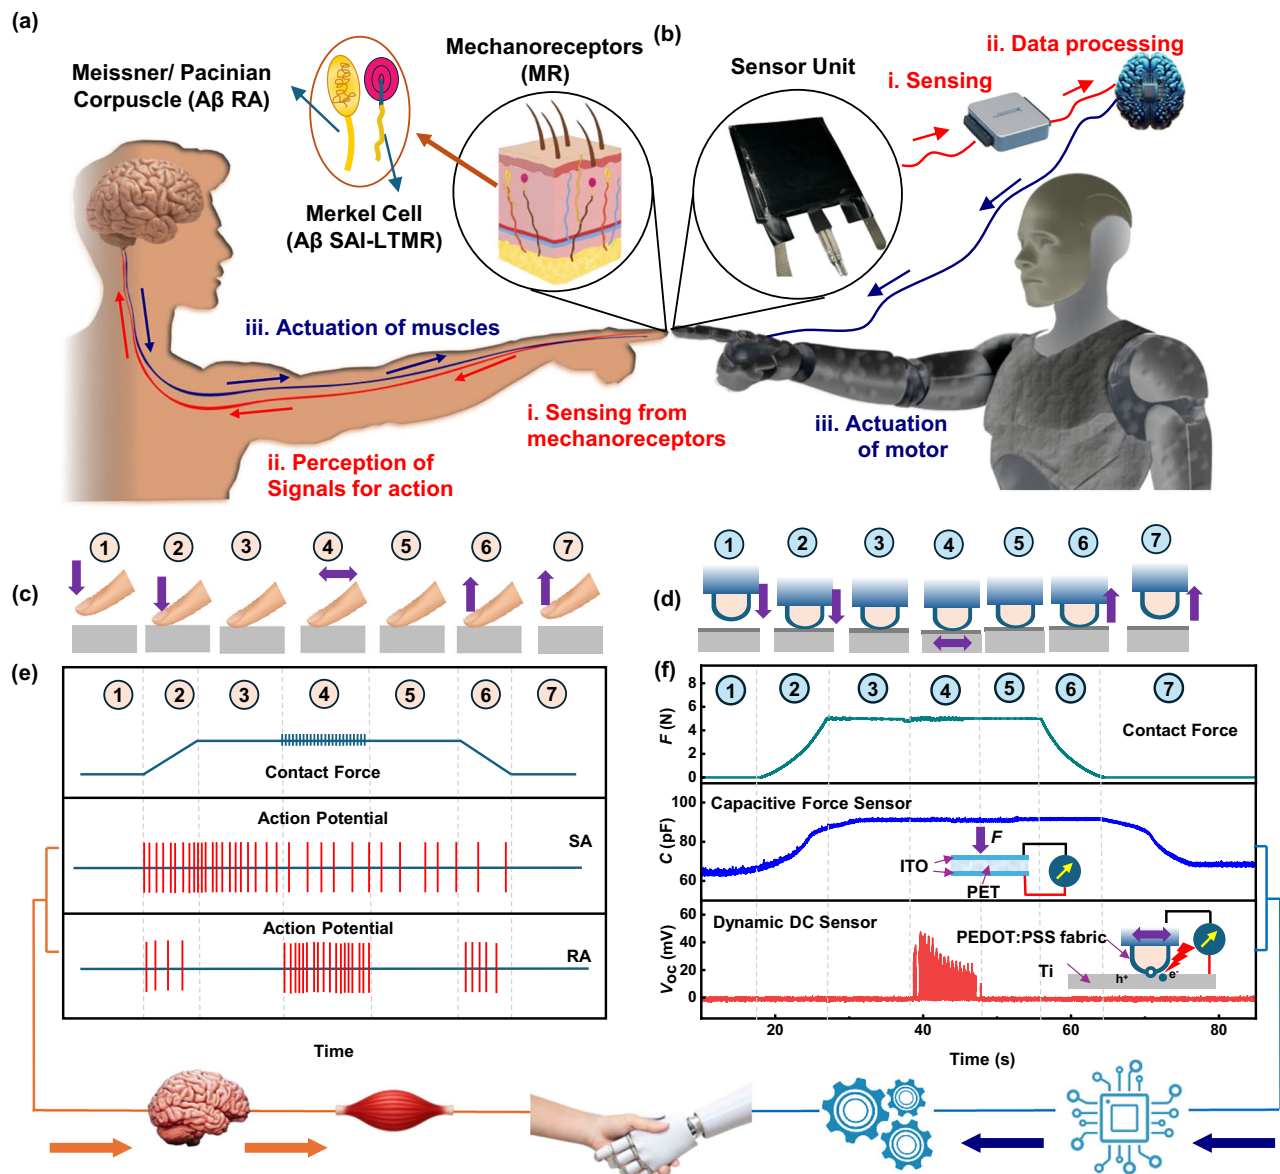 (a)
Meissner/ Pacinian
Corpuscle (Aβ RA)
Mechanoreceptors
(MR)
Merkel Cell
(Aβ SAI-LTMR)
iii. Actuation of muscles
i. Sensing from
mechanoreceptors
ii. Perception of
Signals for action
(b)
Sensor Unit
i. Sensing
ii. Data processing
iii. Actuation
of motor
(c)
1 2 3 4 5 6 7
(d)
1 2 3 4 5 6 7
(e)
1 2 3 4 5 6 7
Contact Force
Action Potential
SA
Action Potential
RA
Time
(f)
1 2 3 4 5 6 7
F (N)
8
6
4
2
0
Contact Force
C (pF)
100
80
60
Capacitive Force Sensor
F
ITO
PET
Voc (mV)
60
40
20
0
Dynamic DC Sensor
PEDOT:PSS fabric
Ti
h+
e-
20 40 60 80
Time (s)